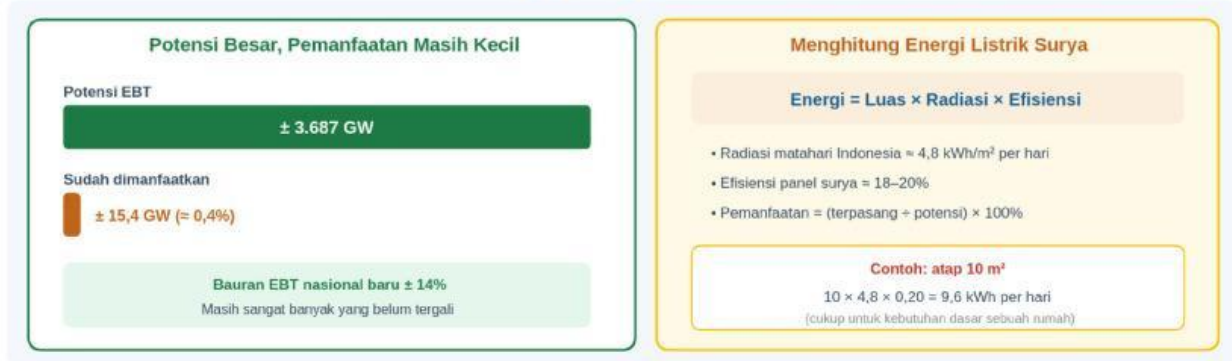 Potensi Besar, Pemanfaatan Masih Kecil
Potensi EBT
± 3.687 GW
Sudah dimanfaatkan
± 15,4 GW (≈ 0,4%)
Bauran EBT nasional baru ± 14%
Masih sangat banyak yang belum tergali
Menghitung Energi Listrik Surya
Energi = Luas × Radiasi × Efisiensi
• Radiasi matahari Indonesia ≈ 4,8 kWh/m² per hari
• Efisiensi panel surya ≈ 18–20%
• Pemanfaatan = (terpasang ÷ potensi) × 100%
Contoh: atap 10 m²
10 × 4,8 × 0,20 = 9,6 kWh per hari
(cukup untuk kebutuhan dasar sebuah rumah)